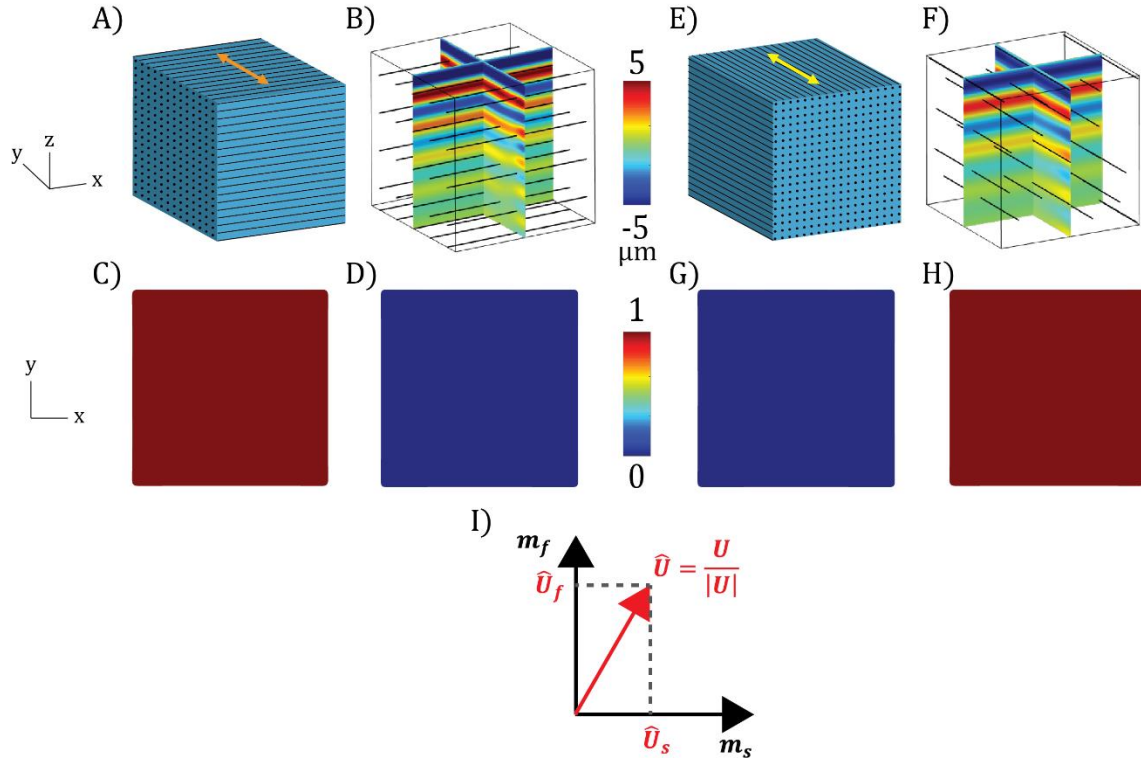 A)
B)
E)
F)
5
-5
μm
z
y
x
C)
D)
G)
H)
1
0
y
x
I)
m_f
Û_f
Û = U / |U|
Û_s
m_s